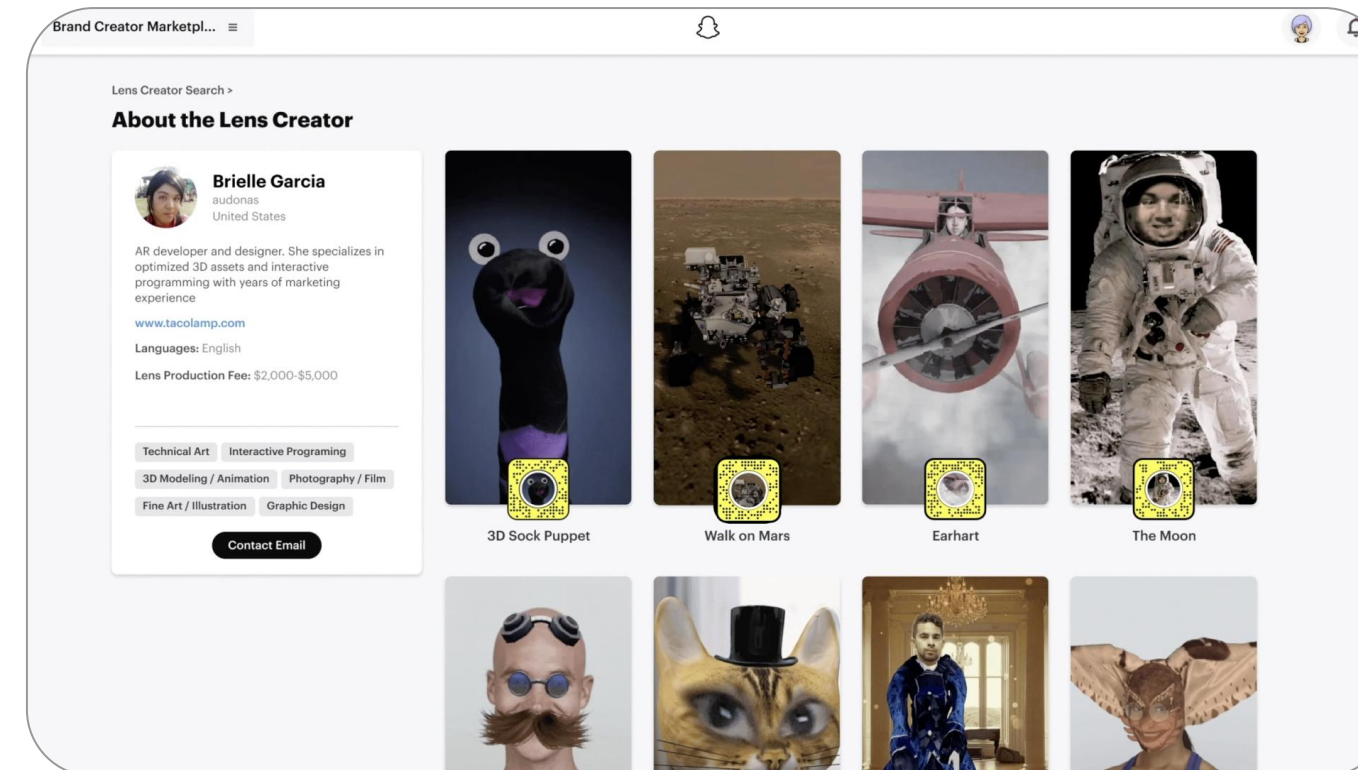 Brand Creator Marketpl...
Lens Creator Search >
About the Lens Creator
Brielle Garcia
audonas
United States
AR developer and designer. She specializes in
optimized 3D assets and interactive
programming with years of marketing
experience
www.tacolamp.com
Languages: English
Lens Production Fee: $2,000-$5,000
Technical Art
Interactive Programing
3D Modeling / Animation
Photography / Film
Fine Art / Illustration
Graphic Design
Contact Email
3D Sock Puppet
Walk on Mars
Earhart
The Moon